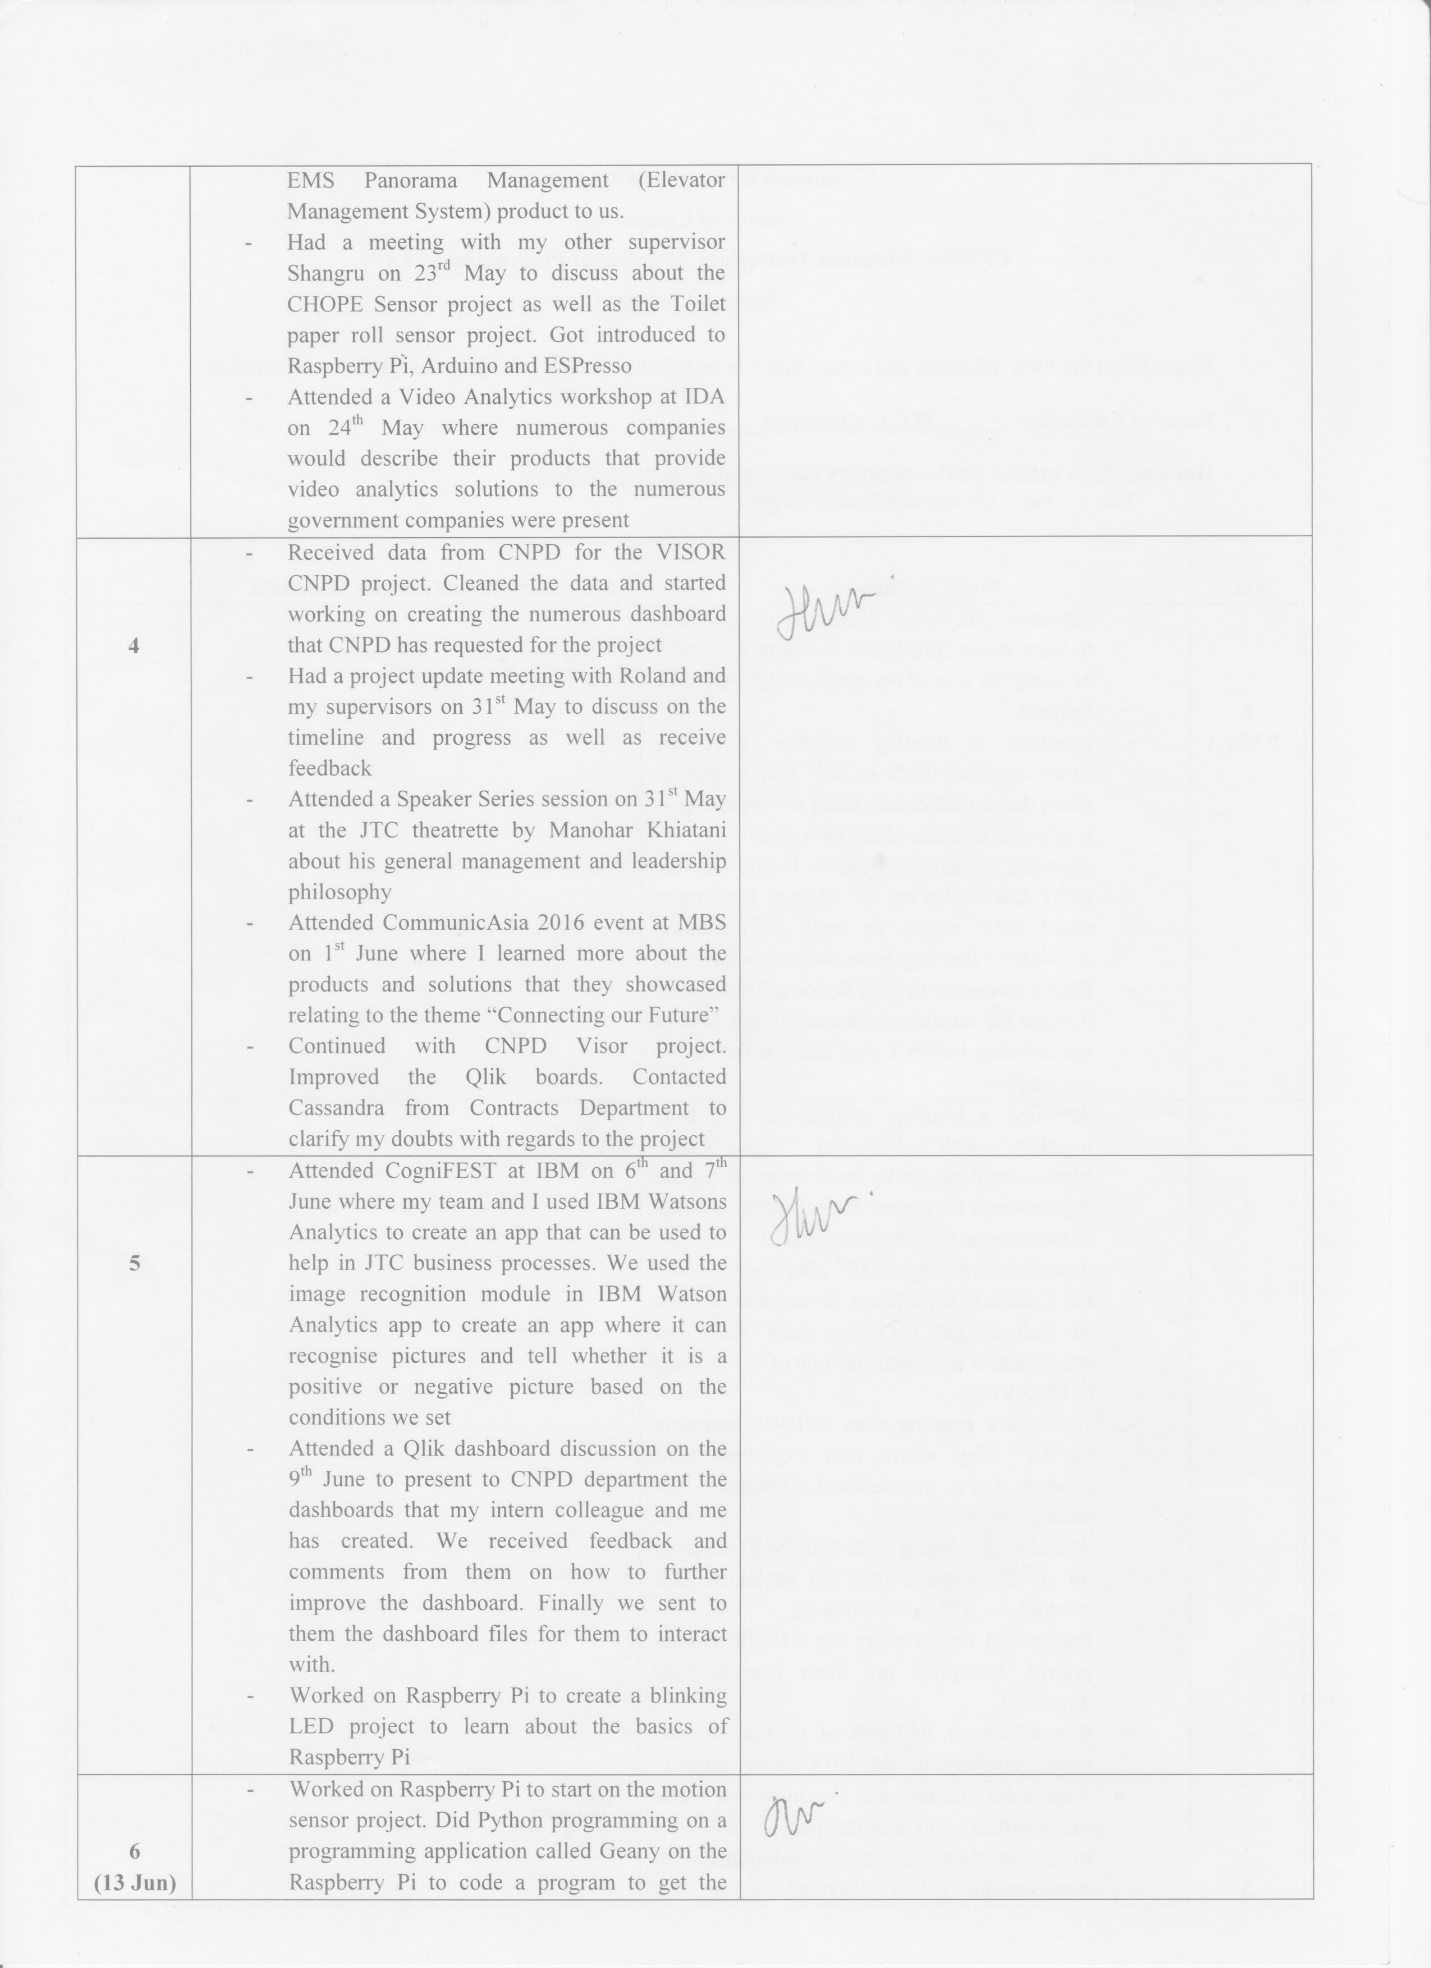 EMS Panorama Management (Elevator
Management System) product to us.
- Had a meeting with my other supervisor
Shangru on 23rd May to discuss about the
CHOPE Sensor project as well as the Toilet
paper roll sensor project. Got introduced to
Raspberry Pi, Arduino and ESPresso
- Attended a Video Analytics workshop at IDA
on 24th May where numerous companies
would describe their products that provide
video analytics solutions to the numerous
government companies were present
- Received data from CNPD for the VISOR
CNPD project. Cleaned the data and started
working on creating the numerous dashboard
4
that CNPD has requested for the project
- Had a project update meeting with Roland and
my supervisors on 31st May to discuss on the
timeline and progress as well as receive
feedback
- Attended a Speaker Series session on 31st May
at the JTC theatrette by Manohar Khiatani
about his general management and leadership
philosophy
- Attended CommunicAsia 2016 event at MBS
on 1st June where I learned more about the
products and solutions that they showcased
relating to the theme “Connecting our Future”
- Continued with CNPD Visor project.
Improved the Qlik boards. Contacted
Cassandra from Contracts Department to
clarify my doubts with regards to the project
- Attended CogniFEST at IBM on 6th and 7th
June where my team and I used IBM Watsons
Analytics to create an app that can be used to
5
help in JTC business processes. We used the
image recognition module in IBM Watson
Analytics app to create an app where it can
recognise pictures and tell whether it is a
positive or negative picture based on the
conditions we set
- Attended a Qlik dashboard discussion on the
9th June to present to CNPD department the
dashboards that my intern colleague and me
has created. We received feedback and
comments from them on how to further
improve the dashboard. Finally we sent to
them the dashboard files for them to interact
with.
- Worked on Raspberry Pi to create a blinking
LED project to learn about the basics of
Raspberry Pi
- Worked on Raspberry Pi to start on the motion
sensor project. Did Python programming on a
6
programming application called Geany on the
(13 Jun)
Raspberry Pi to code a program to get the